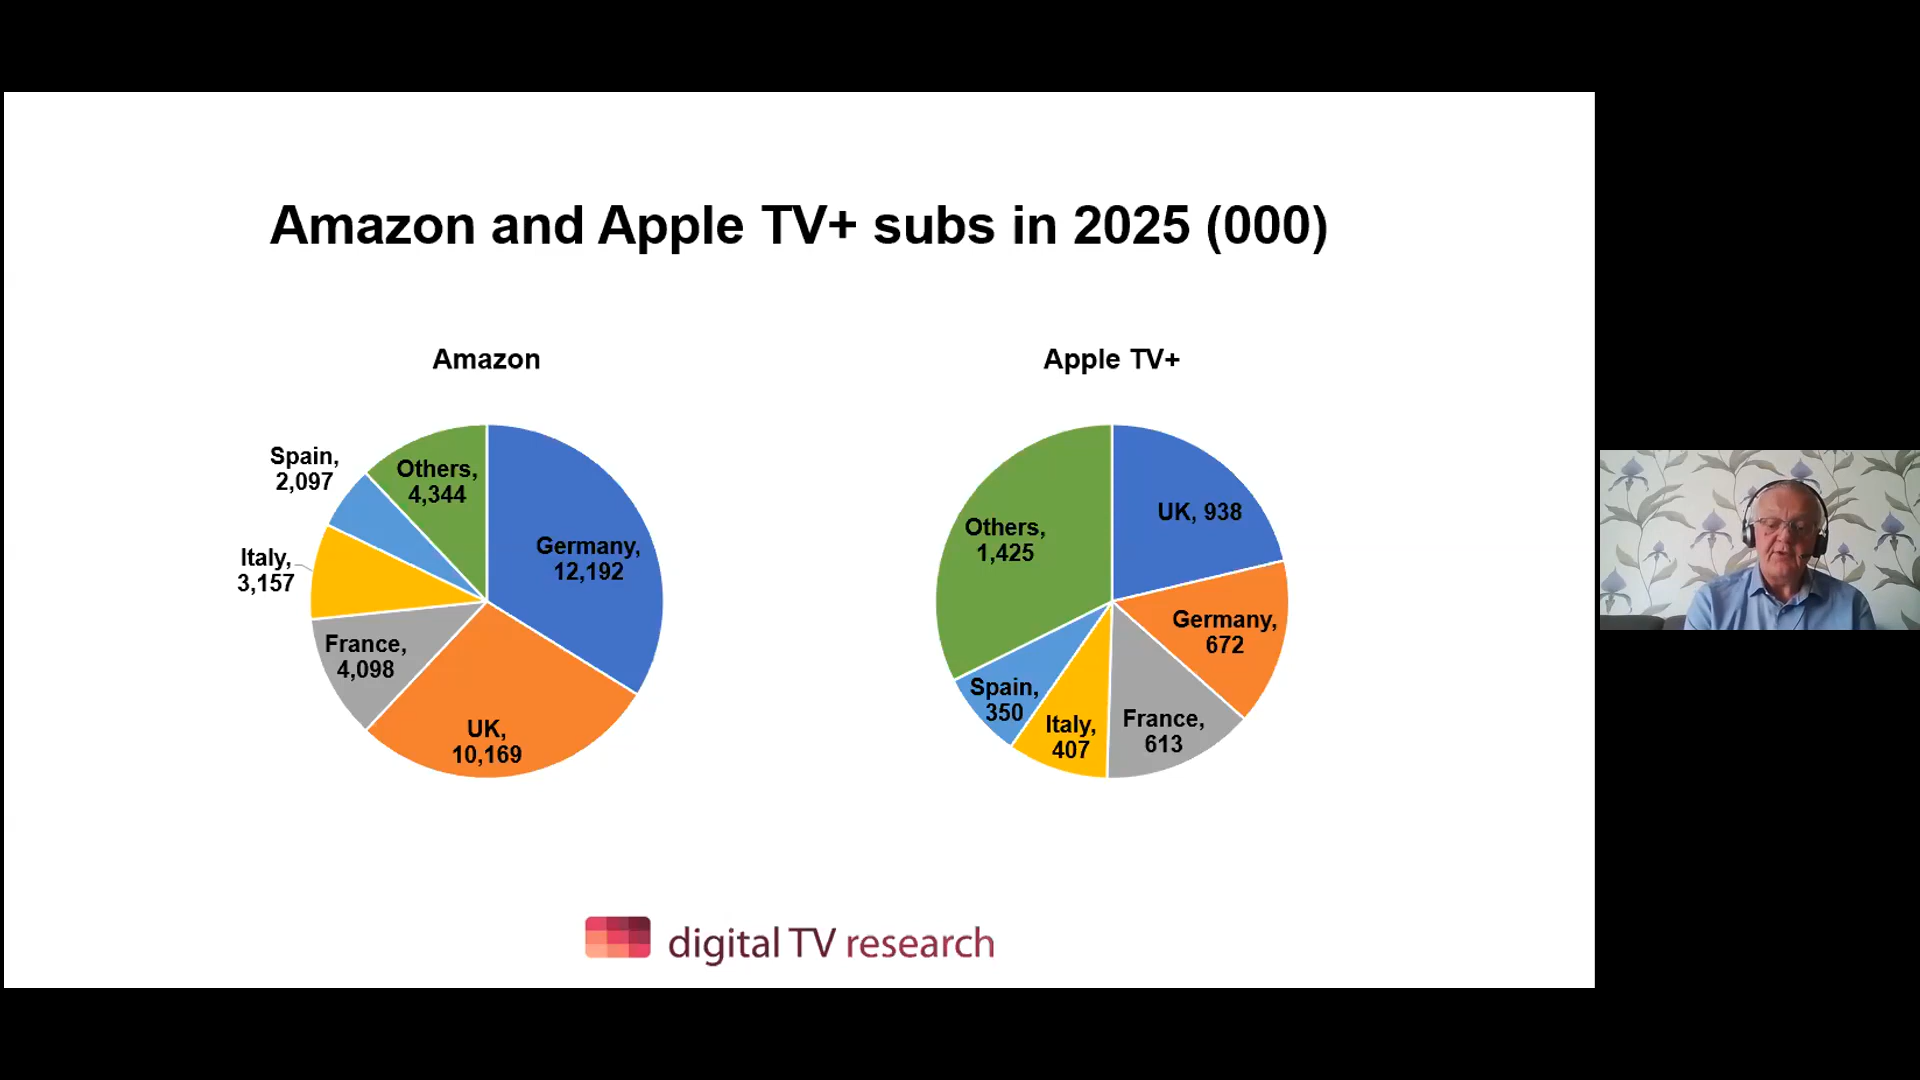 Amazon and Apple TV+ subs in 2025 (000)
Amazon
Spain,
2,097
Others,
4,344
Germany,
12,192
Italy,
3,157
France,
4,098
UK,
10,169
Apple TV+
Others,
1,425
UK, 938
Germany,
672
Spain,
350
Italy,
407
France,
613
digital TV research